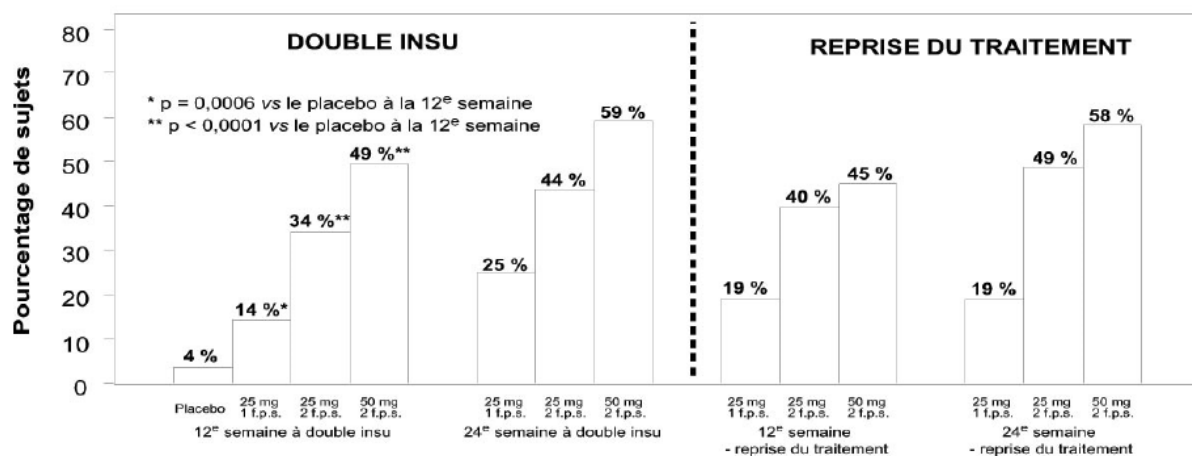 Pourcentage de sujets
80
70
60
50
40
30
20
10
0
DOUBLE INSU
* p = 0,0006 vs le placebo à la 12e semaine
** p < 0,0001 vs le placebo à la 12e semaine
4 %
14 %*
34 %**
49 %**
25 %
44 %
59 %
Placebo
25 mg
1 f.p.s.
25 mg
2 f.p.s.
50 mg
2 f.p.s.
12e semaine à double insu
25 mg
1 f.p.s.
25 mg
2 f.p.s.
50 mg
2 f.p.s.
24e semaine à double insu
REPRISE DU TRAITEMENT
19 %
40 %
45 %
19 %
49 %
58 %
25 mg
1 f.p.s.
25 mg
2 f.p.s.
50 mg
2 f.p.s.
12e semaine
- reprise du traitement
25 mg
1 f.p.s.
25 mg
2 f.p.s.
50 mg
2 f.p.s.
24e semaine
- reprise du traitement